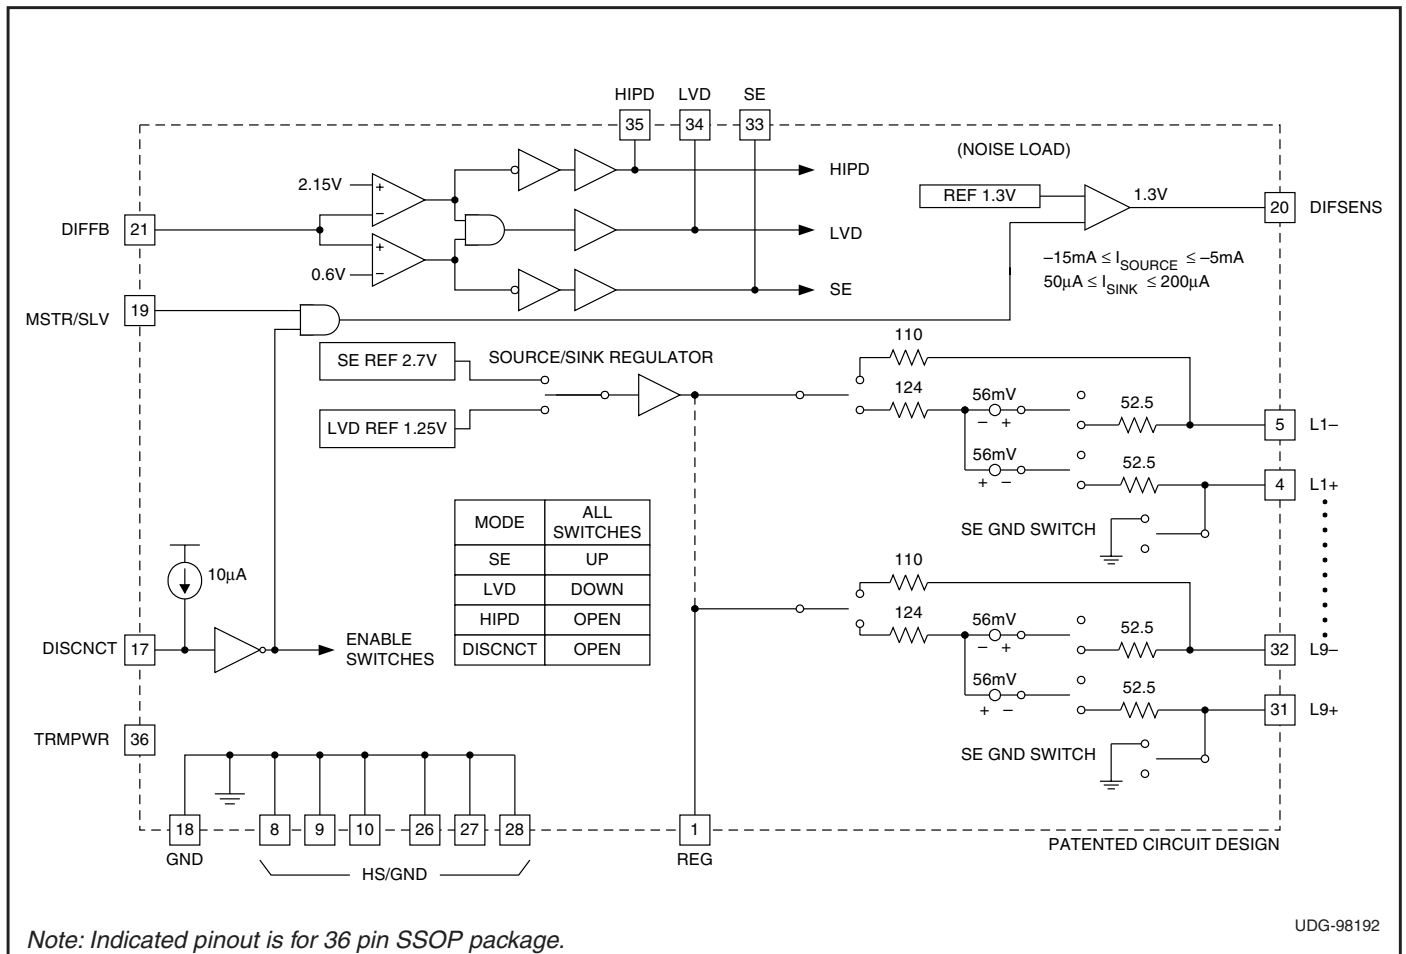 HIPD LVD SE
35 34 33
(NOISE LOAD)
2.15V
+
−
HIPD
REF 1.3V
1.3V
20 DIFSENS
DIFFB 21
LVD
+
−
0.6V
SE
−15mA ≤ ISOURCE ≤ −5mA
50µA ≤ ISINK ≤ 200µA
MSTR/SLV 19
SE REF 2.7V
SOURCE/SINK REGULATOR
110
124
LVD REF 1.25V
56mV
− +
52.5
5 L1−
56mV
+ −
52.5
4 L1+
SE GND SWITCH
MODE ALL SWITCHES
SE UP
LVD DOWN
HIPD OPEN
DISCNCT OPEN
10µA
110
124
56mV
− +
52.5
32 L9−
DISCNCT 17
ENABLE
SWITCHES
56mV
+ −
52.5
31 L9+
SE GND SWITCH
TRMPWR 36
18 8 9 10 26 27 28 1
GND
HS/GND
REG
PATENTED CIRCUIT DESIGN
UDG-98192
Note: Indicated pinout is for 36 pin SSOP package.